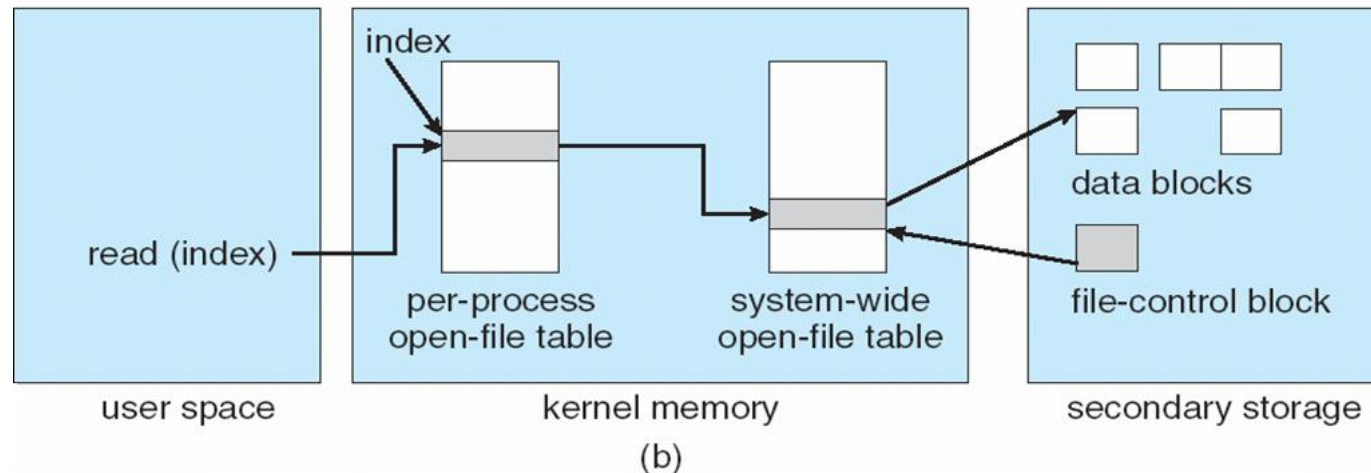 index
read (index)
per-process
open-file table
system-wide
open-file table
data blocks
file-control block
user space
kernel memory
secondary storage
(b)